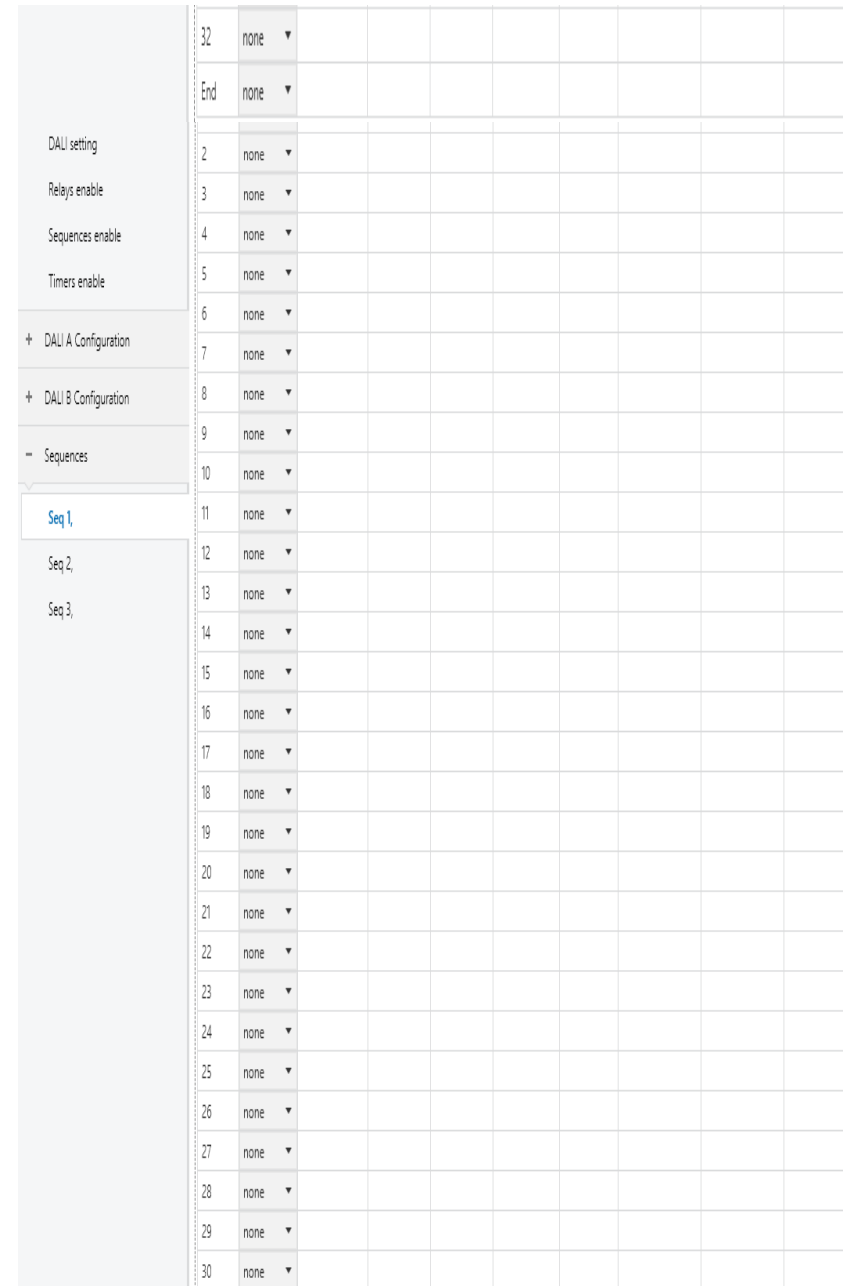 32 none
End none
DALI setting
Relays enable
Sequences enable
Timers enable
+ DALI A Configuration
+ DALI B Configuration
− Sequences
Seq 1,
Seq 2,
Seq 3,
2 none
3 none
4 none
5 none
6 none
7 none
8 none
9 none
10 none
11 none
12 none
13 none
14 none
15 none
16 none
17 none
18 none
19 none
20 none
21 none
22 none
23 none
24 none
25 none
26 none
27 none
28 none
29 none
30 none